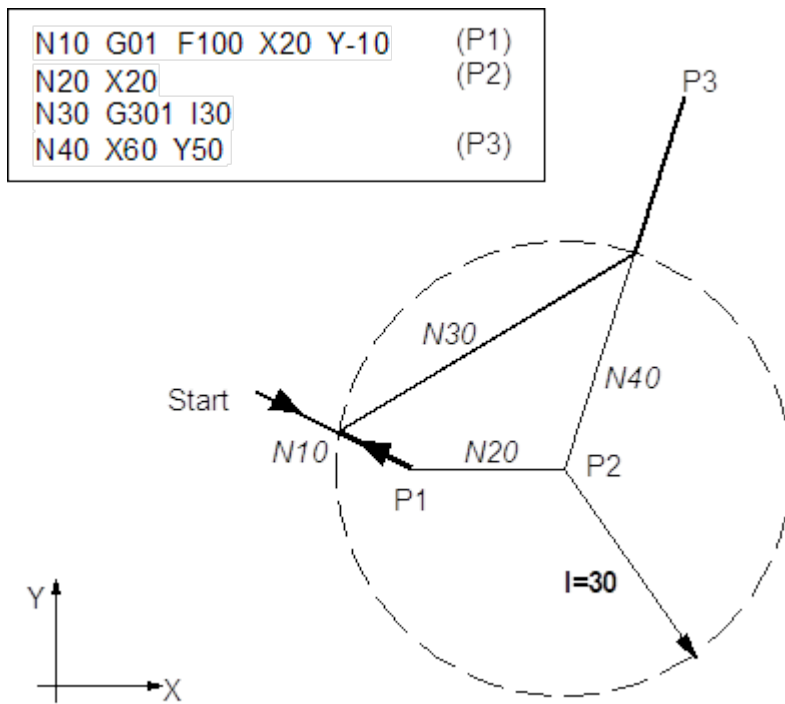 N10 G01 F100 X20 Y-10 (P1)
N20 X20 (P2)
N30 G301 I30
N40 X60 Y50 (P3)
P3
N30
N40
Start
N10
N20
P1
P2
I=30
Y
X